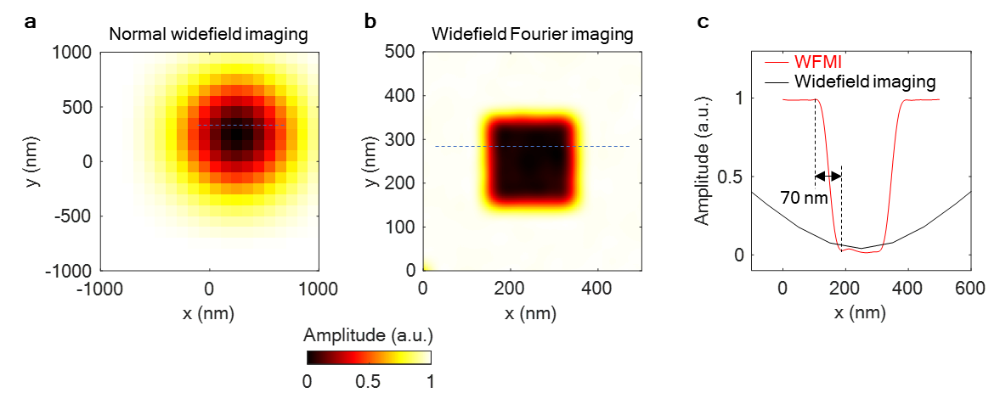 a
Normal widefield imaging
1000
500
0
-500
-1000
y (nm)
-1000
0
1000
x (nm)
b
Widefield Fourier imaging
500
400
300
200
100
0
y (nm)
0
200
400
x (nm)
Amplitude (a.u.)
0
0.5
1
c
WFMI
Widefield imaging
1
0.5
0
Amplitude (a.u.)
70 nm
0
200
400
600
x (nm)